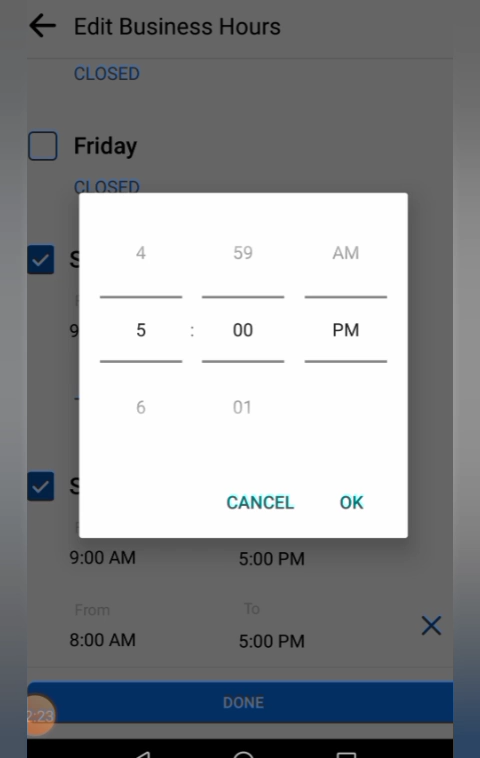 Edit Business Hours
CLOSED
Friday
CLOSED
4 59 AM
5 : 00 PM
6 01
CANCEL OK
9:00 AM 5:00 PM
From To
8:00 AM 5:00 PM
DONE
2:23